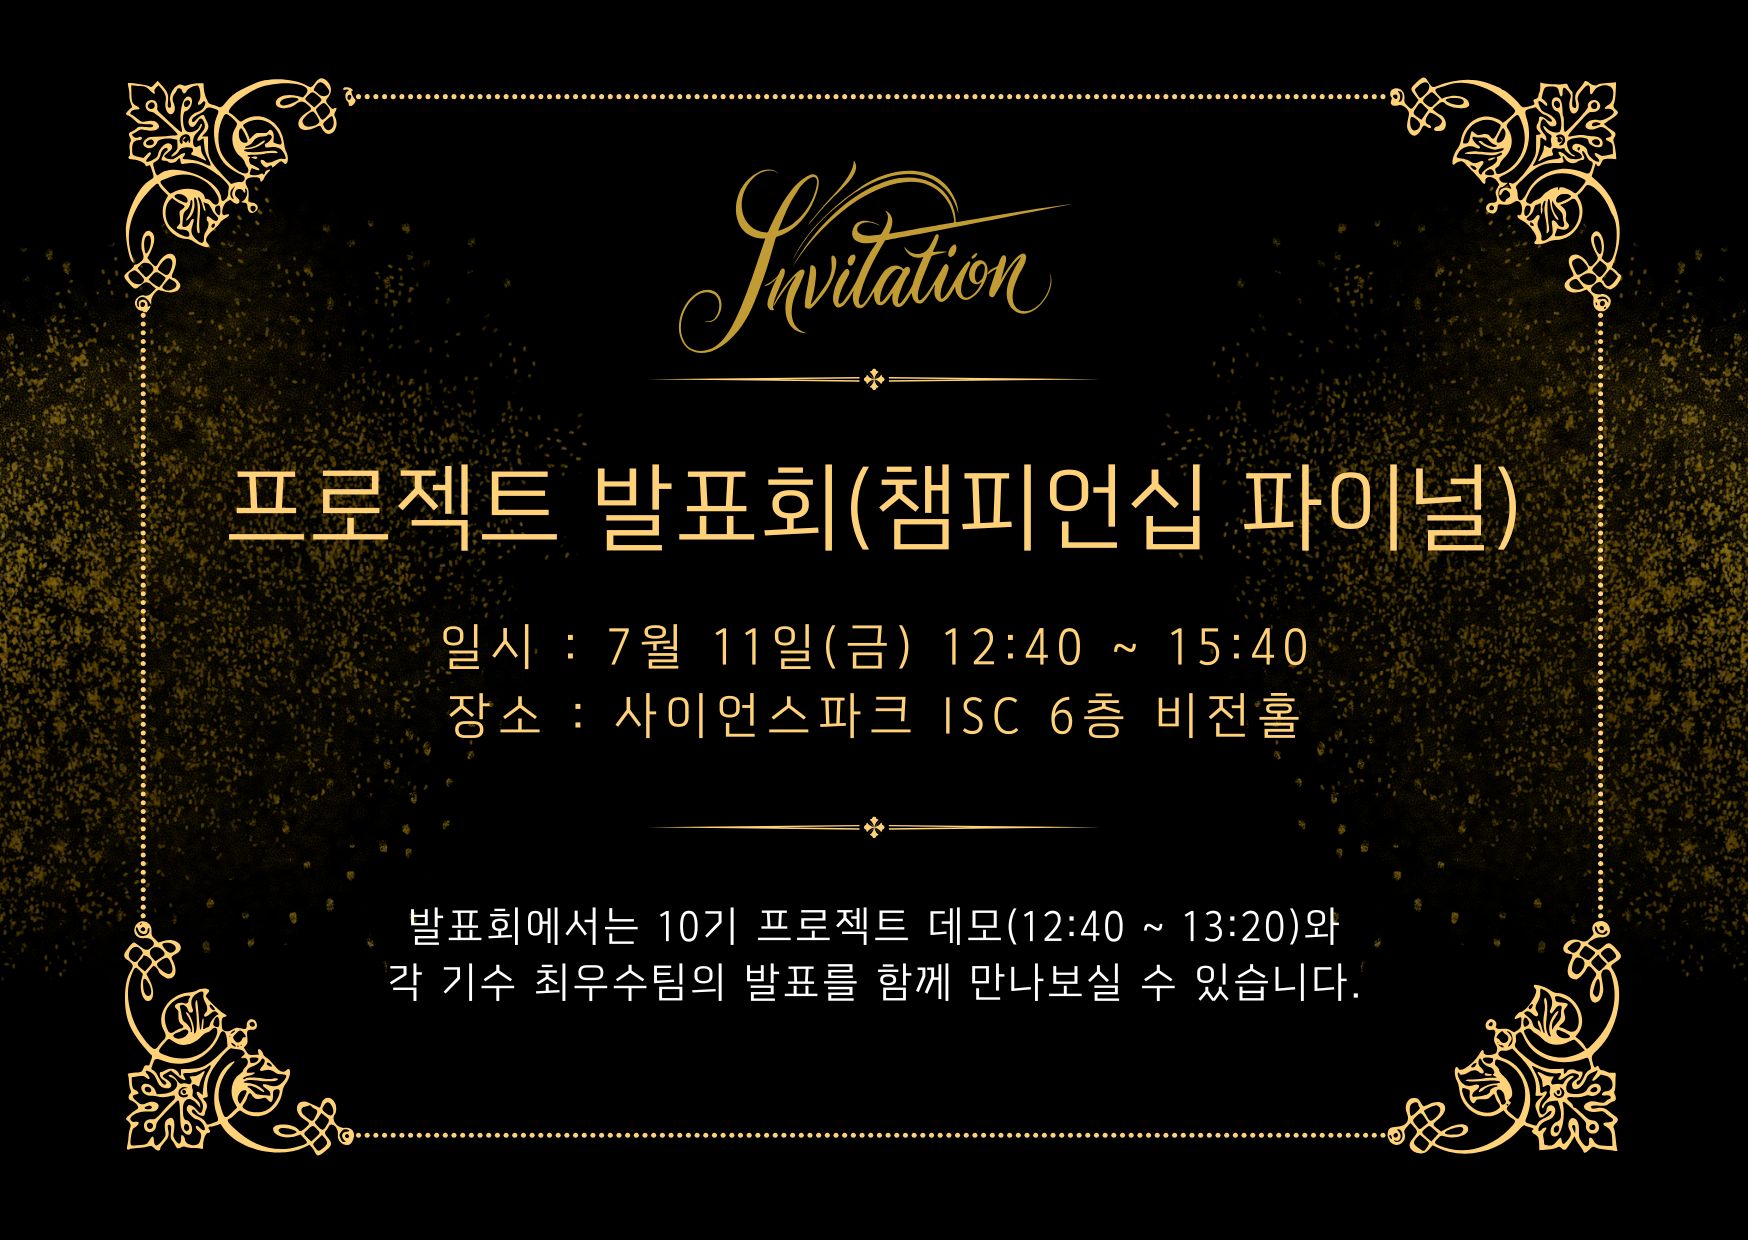 Invitation
프로젝트 발표회(챔피언십 파이널)
일시 : 7월 11일(금) 12:40 ~ 15:40
장소 : 사이언스파크 ISC 6층 비전홀
발표회에서는 10기 프로젝트 데모(12:40 ~ 13:20)와
각 기수 최우수팀의 발표를 함께 만나보실 수 있습니다.